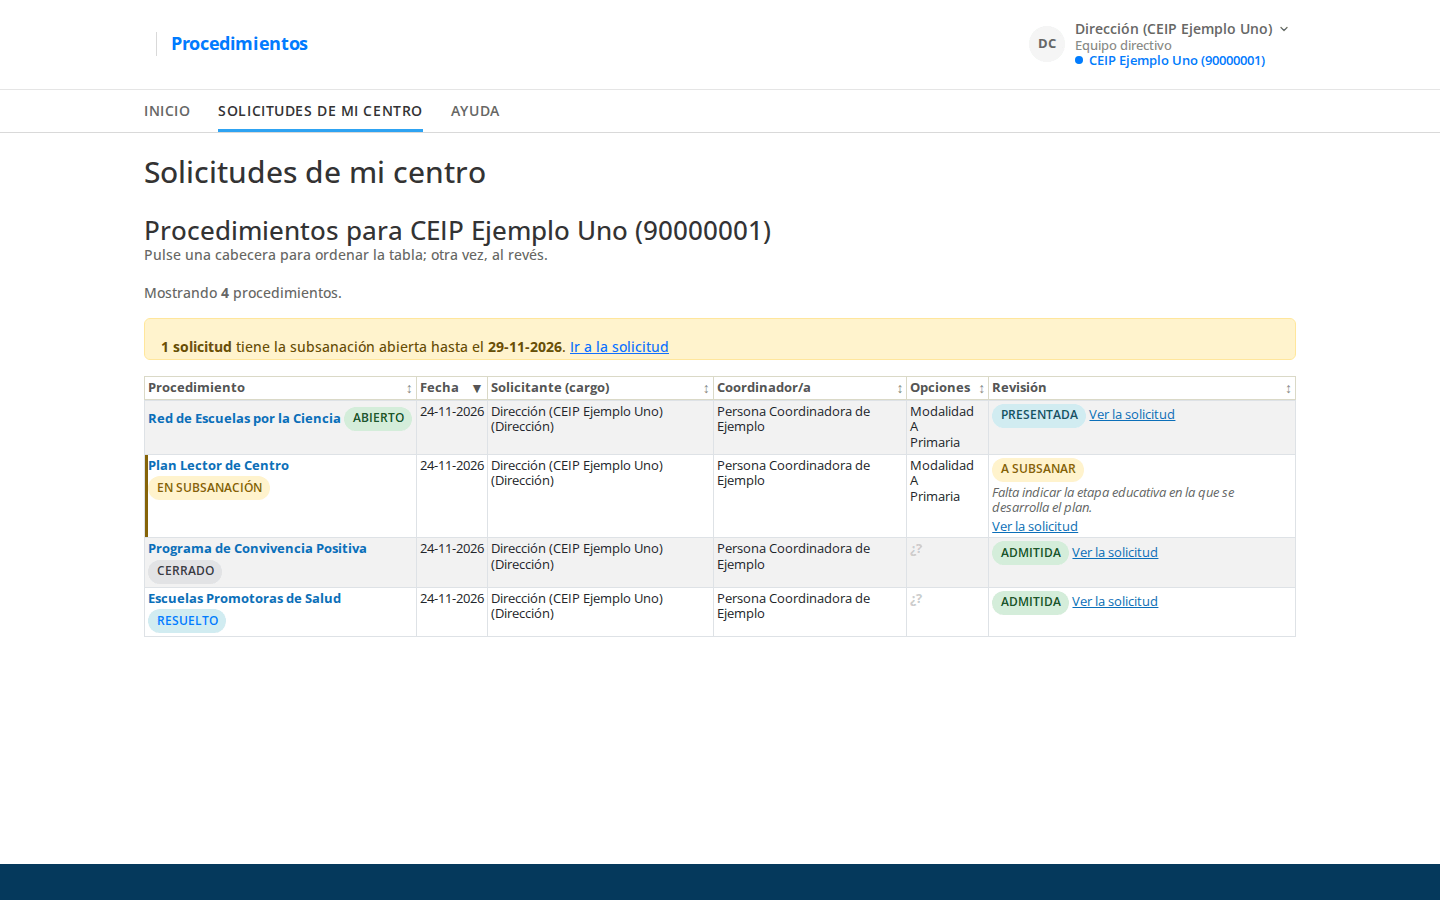 Procedimientos
DC
Dirección (CEIP Ejemplo Uno)
Equipo directivo
CEIP Ejemplo Uno (90000001)
INICIO
SOLICITUDES DE MI CENTRO
AYUDA
Solicitudes de mi centro
Procedimientos para CEIP Ejemplo Uno (90000001)
Pulse una cabecera para ordenar la tabla; otra vez, al revés.
Mostrando 4 procedimientos.
1 solicitud tiene la subsanación abierta hasta el 29-11-2026. Ir a la solicitud
Procedimiento ↕ Fecha ▼ Solicitante (cargo) ↕ Coordinador/a ↕ Opciones ↕ Revisión ↕
Red de Escuelas por la Ciencia ABIERTO
24-11-2026
Dirección (CEIP Ejemplo Uno)
(Dirección)
Persona Coordinadora de
Ejemplo
Modalidad
A
Primaria
PRESENTADA Ver la solicitud
Plan Lector de Centro
EN SUBSANACIÓN
24-11-2026
Dirección (CEIP Ejemplo Uno)
(Dirección)
Persona Coordinadora de
Ejemplo
Modalidad
A
Primaria
A SUBSANAR
Falta indicar la etapa educativa en la que se
desarrolla el plan.
Ver la solicitud
Programa de Convivencia Positiva
CERRADO
24-11-2026
Dirección (CEIP Ejemplo Uno)
(Dirección)
Persona Coordinadora de
Ejemplo
¿?
ADMITIDA Ver la solicitud
Escuelas Promotoras de Salud
RESUELTO
24-11-2026
Dirección (CEIP Ejemplo Uno)
(Dirección)
Persona Coordinadora de
Ejemplo
¿?
ADMITIDA Ver la solicitud